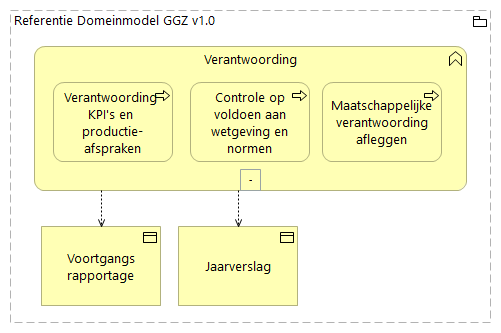 Referentie Domeinmodel GGZ v1.0
Verantwoording
Verantwoording
KPI's en
productie-
afspraken
Controle op
voldoen aan
wetgeving en
normen
Maatschappelijke
verantwoording
afleggen
-
Voortgangs
rapportage
Jaarverslag